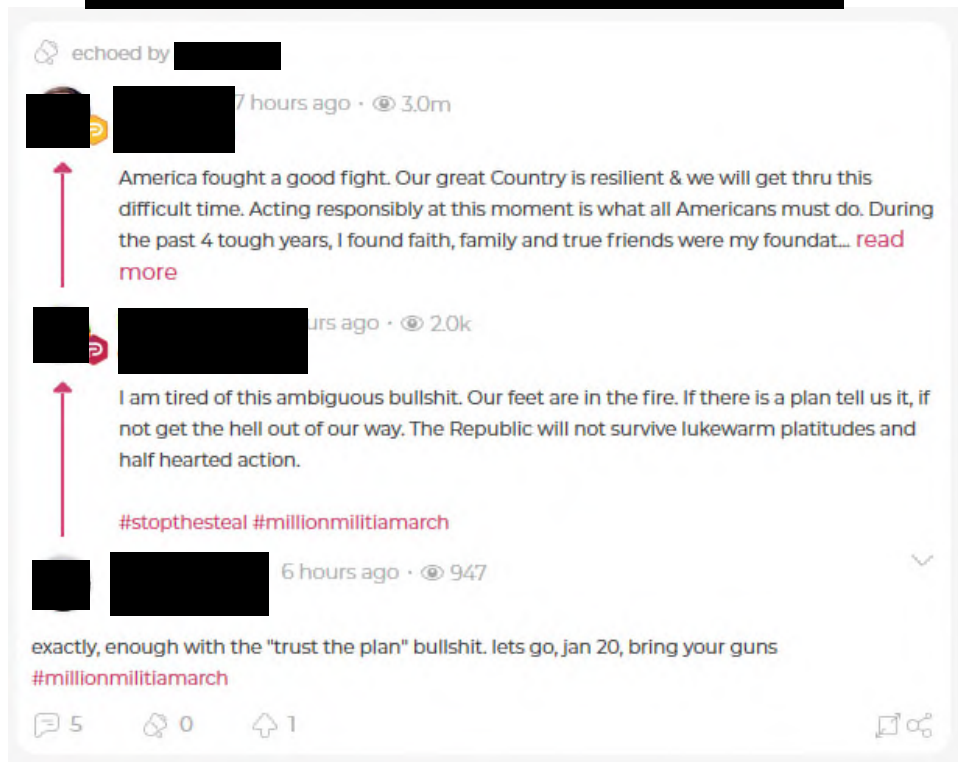 echoed by
7 hours ago · 3.0m
America fought a good fight. Our great Country is resilient & we will get thru this
difficult time. Acting responsibly at this moment is what all Americans must do. During
the past 4 tough years, I found faith, family and true friends were my foundat... read
more
urs ago · 2.0k
I am tired of this ambiguous bullshit. Our feet are in the fire. If there is a plan tell us it, if
not get the hell out of our way. The Republic will not survive lukewarm platitudes and
half hearted action.
#stopthesteal #millionmilitiamarch
6 hours ago · 947
exactly, enough with the "trust the plan" bullshit. lets go, jan 20, bring your guns
#millionmilitiamarch
5 0 1